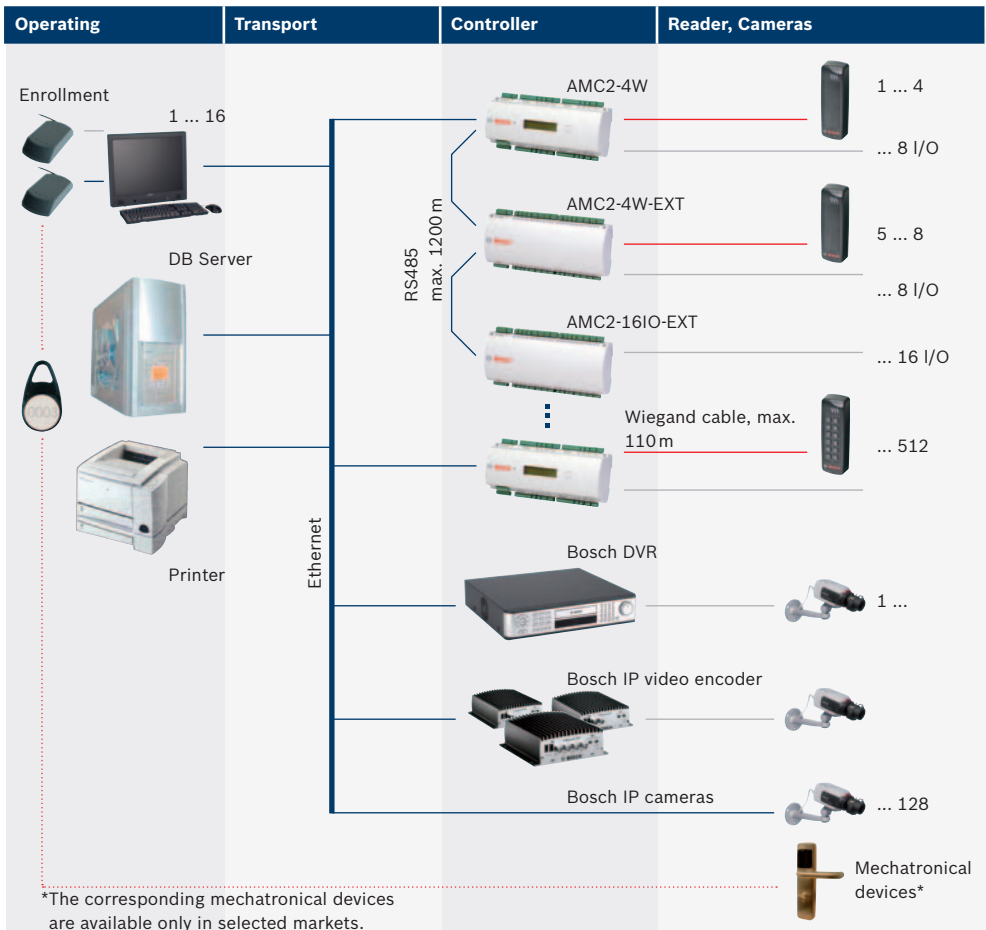 Operating
Transport
Controller
Reader, Cameras
Enrollment
1 ... 16
DB Server
0003
Printer
Ethernet
RS485
max. 1200 m
AMC2-4W
1 ... 4
... 8 I/O
AMC2-4W-EXT
5 ... 8
... 8 I/O
AMC2-16IO-EXT
... 16 I/O
Wiegand cable, max.
110 m
... 512
Bosch DVR
1 ...
Bosch IP video encoder
Bosch IP cameras
... 128
Mechatronical
devices*
*The corresponding mechatronical devices
are available only in selected markets.